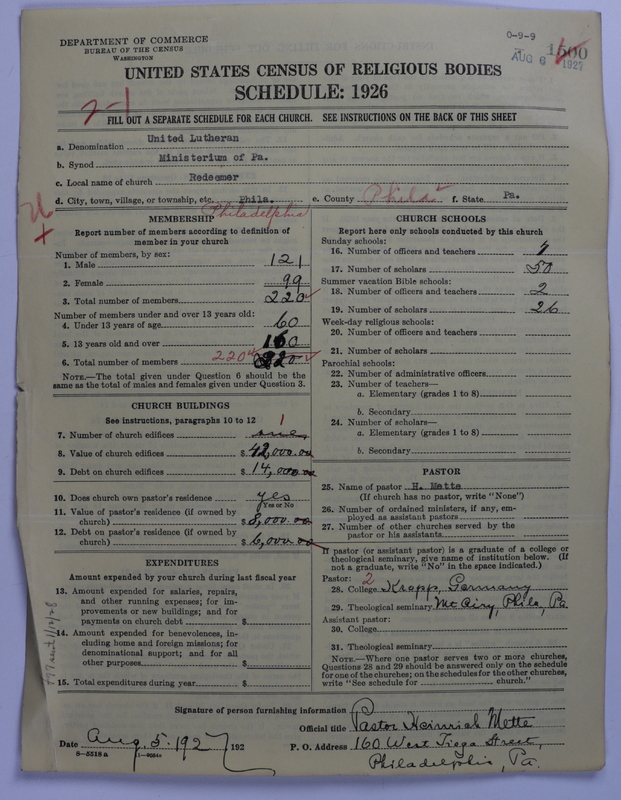 DEPARTMENT OF COMMERCE
BUREAU OF THE CENSUS
WASHINGTON
0-9-9
1500
AUG 6 1927
UNITED STATES CENSUS OF RELIGIOUS BODIES
SCHEDULE: 1926
2-1
FILL OUT A SEPARATE SCHEDULE FOR EACH CHURCH. SEE INSTRUCTIONS ON THE BACK OF THIS SHEET
a. Denomination United Lutheran
b. Synod Ministerium of Pa.
c. Local name of church Redeemer
d. City, town, village, or township, etc. Phila. e. County Phila f. State Pa.
Philadelphia
MEMBERSHIP
Report number of members according to definition of
member in your church
Number of members, by sex:
1. Male 121
2. Female 99
3. Total number of members 220
Number of members under and over 13 years old:
4. Under 13 years of age 60
5. 13 years old and over 160
6. Total number of members 220 220
NOTE.—The total given under Question 6 should be the
same as the total of males and females given under Question 3.
CHURCH BUILDINGS
See instructions, paragraphs 10 to 12
1
7. Number of church edifices one
8. Value of church edifices $42,000.00
9. Debt on church edifices $14,000.00
10. Does church own pastor's residence yes
Yes or No
11. Value of pastor's residence (if owned by
church) $8,000.00
12. Debt on pastor's residence (if owned by
church) $6,000.00
EXPENDITURES
Amount expended by your church during last fiscal year
13. Amount expended for salaries, repairs,
and other running expenses; for im-
provements or new buildings; and for
payments on church debt $
14. Amount expended for benevolences, in-
cluding home and foreign missions; for
denominational support; and for all
other purposes $
15. Total expenditures during year $
CHURCH SCHOOLS
Report here only schools conducted by this church
Sunday schools:
16. Number of officers and teachers 7
17. Number of scholars 50
Summer vacation Bible schools:
18. Number of officers and teachers 2
19. Number of scholars 26
Week-day religious schools:
20. Number of officers and teachers
21. Number of scholars
Parochial schools:
22. Number of administrative officers
23. Number of teachers—
a. Elementary (grades 1 to 8)
b. Secondary
24. Number of scholars—
a. Elementary (grades 1 to 8)
b. Secondary
PASTOR
25. Name of pastor H. Mette
(If church has no pastor, write "None")
26. Number of ordained ministers, if any, em-
ployed as assistant pastors
27. Number of other churches served by the
pastor or his assistants
If pastor (or assistant pastor) is a graduate of a college or
theological seminary, give name of institution below. (If
not a graduate, write "No" in the space indicated.)
Pastor: 2
28. College Kropp, Germany
29. Theological seminary Mt Airy, Phila, Pa
Assistant pastor:
30. College
31. Theological seminary
NOTE.—Where one pastor serves two or more churches,
Questions 28 and 29 should be answered only on the schedule
for one of the churches; on the schedules for the other churches,
write "See schedule for church."
Signature of person furnishing information
Official title Pastor Heinrich Mette
Date Aug. 5. 1927 192
P. O. Address 160 West Tioga Street,
Philadelphia, Pa.
8—5518 a